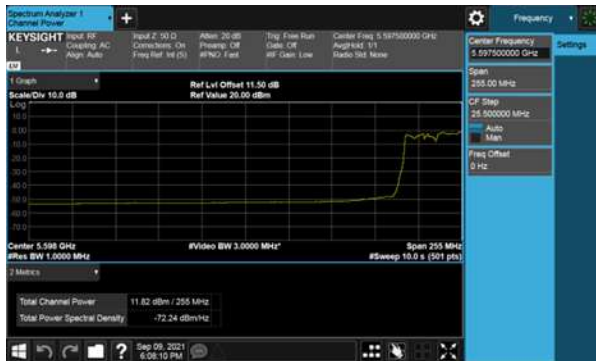 Spectrum Analyzer 1
Channel Power
Frequency
KEYSIGHT
Input: RF
Coupling: AC
Align: Auto
Input Z: 50 Ω
Corrections: On
Freq Ref: Int (S)
Atten: 20 dB
Preamp: Off
#PNO: Fast
Trig: Free Run
Gate: Off
#IF Gain: Low
Center Freq: 5.597500000 GHz
Avg|Hold: 1/1
Radio Std: None
Center Frequency
5.597500000 GHz
Settings
Span
255.00 MHz
CF Step
25.500000 MHz
Auto
Man
Freq Offset
0 Hz
1 Graph
Scale/Div 10.0 dB
Ref Lvl Offset 11.50 dB
Ref Value 20.00 dBm
Log
10.0
0.00
-10.0
-20.0
-30.0
-40.0
-50.0
-60.0
-70.0
Center 5.598 GHz
#Video BW 3.0000 MHz*
Span 255 MHz
#Res BW 1.0000 MHz
#Sweep 10.0 s (501 pts)
2 Metrics
Total Channel Power
11.82 dBm / 255 MHz
Total Power Spectral Density
-72.24 dBm/Hz
Sep 09, 2021
6:08:10 PM